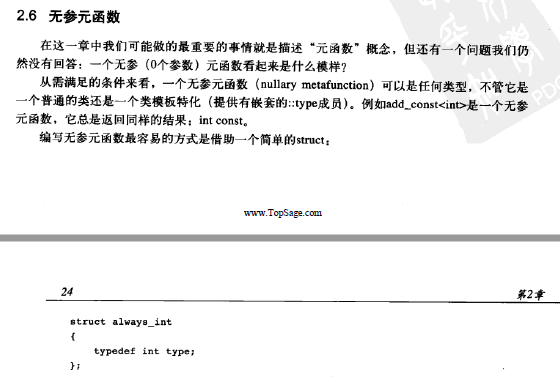 2.6 无参元函数
在这一章中我们可能做的最重要的事情就是描述“元函数”概念，但还有一个问题我们仍
然没有回答：一个无参（0个参数）元函数看起来是什么模样？
从需满足的条件来看，一个无参元函数（nullary metafunction）可以是任何类型，不管它是
一个普通的类还是一个类模板特化（提供有嵌套的::type成员）。例如add_const<int>是一个无参
元函数，它总是返回同样的结果：int const。
编写无参元函数最容易的方式是借助一个简单的struct：
www.TopSage.com
24 第2章
struct always_int
{
typedef int type;
};